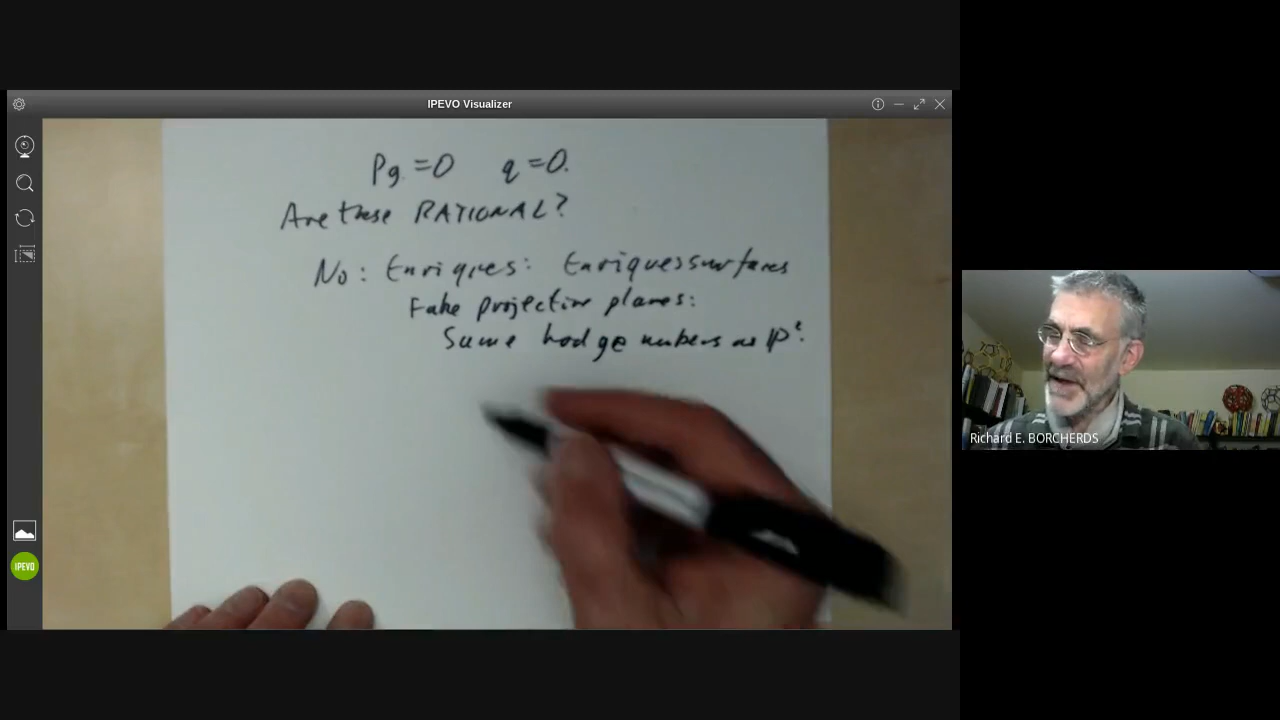 IPEVO Visualizer
Pg = 0 q = 0.
Are these RATIONAL?
No: Enriques: Enriques surfaces
Fake projective planes:
Same hodge numbers as P².
Richard E. BORCHERDS
IPEVO